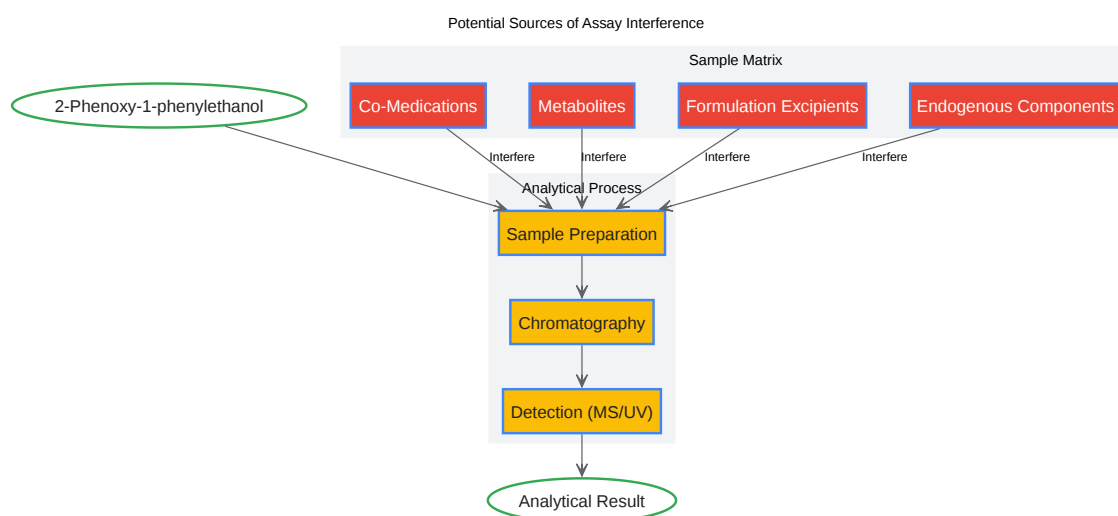 Potential Sources of Assay Interference
Sample Matrix
2-Phenoxy-1-phenylethanol
Co-Medications
Metabolites
Formulation Excipients
Endogenous Components
Interfere
Interfere
Interfere
Interfere
Analytical Process
Sample Preparation
Chromatography
Detection (MS/UV)
Analytical Result